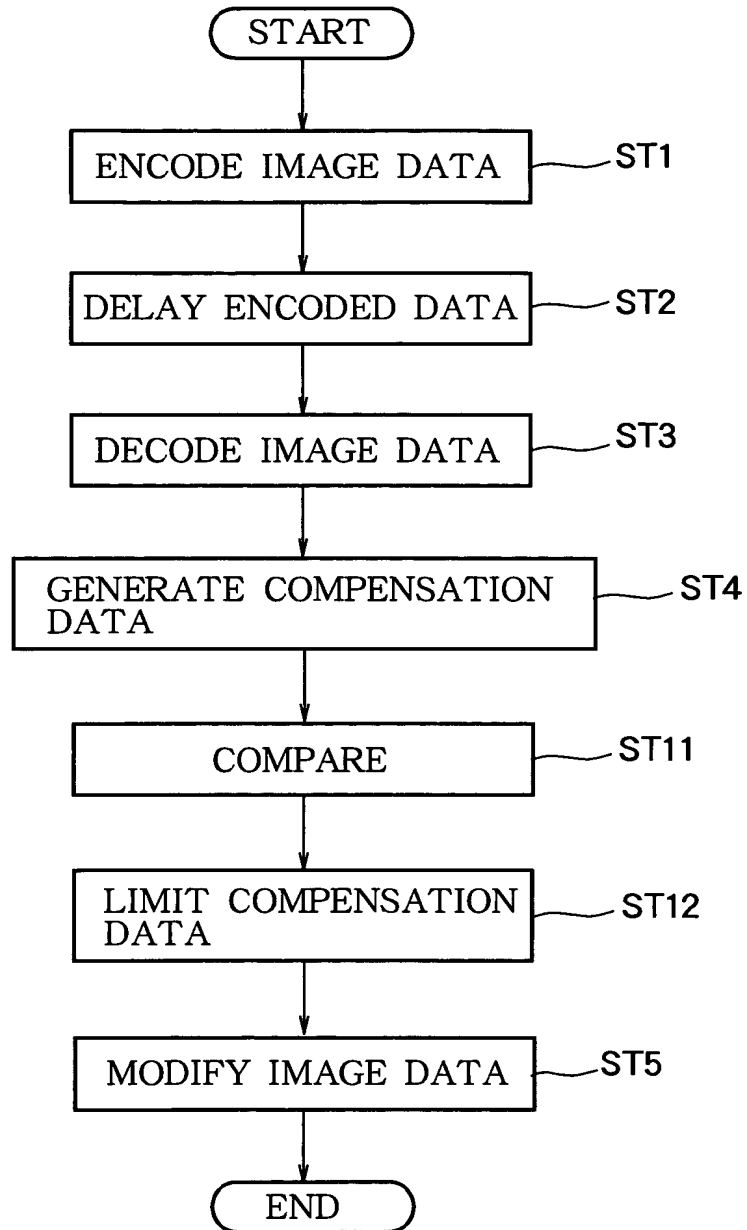 START
ENCODE IMAGE DATA
ST1
DELAY ENCODED DATA
ST2
DECODE IMAGE DATA
ST3
GENERATE COMPENSATION
DATA
ST4
COMPARE
ST11
LIMIT COMPENSATION
DATA
ST12
MODIFY IMAGE DATA
ST5
END